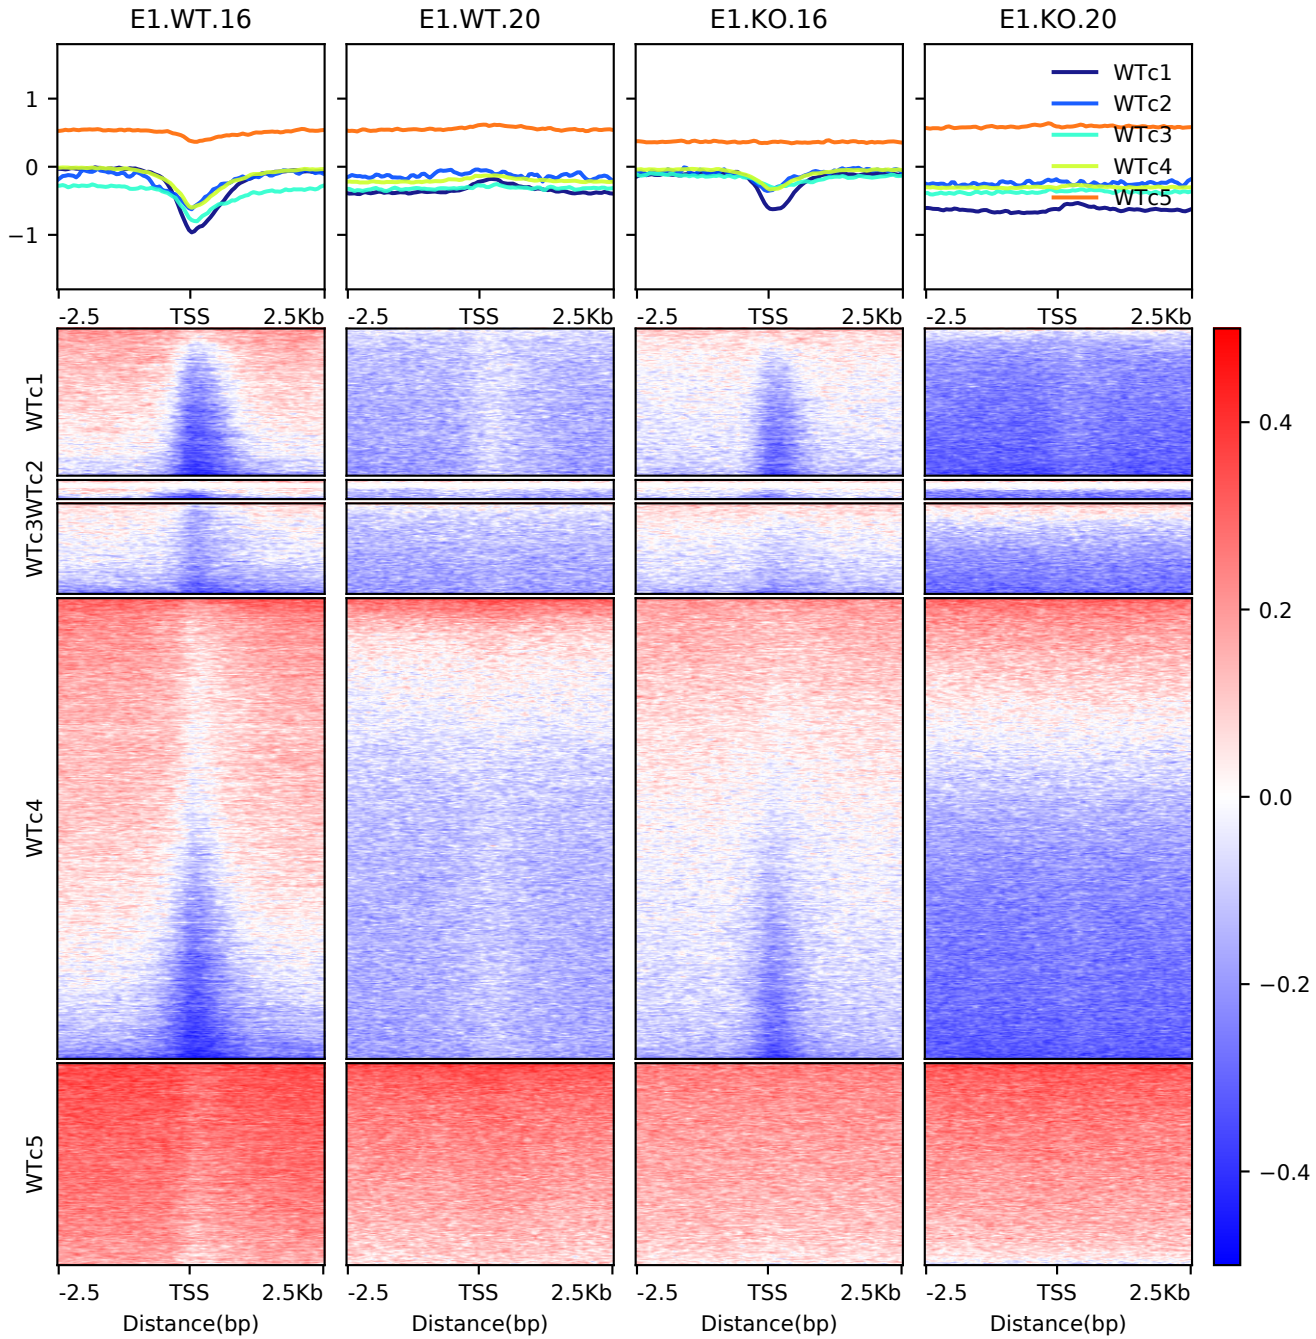 E1.WT.16
E1.WT.20
E1.KO.16
E1.KO.20
1
0
−1
WTc1
WTc2
WTc3
WTc4
WTc5
-2.5 TSS 2.5Kb
-2.5 TSS 2.5Kb
-2.5 TSS 2.5Kb
-2.5 TSS 2.5Kb
WTc1
WTc2
WTc3
WTc4
WTc5
0.4
0.2
0.0
−0.2
−0.4
-2.5 TSS 2.5Kb
-2.5 TSS 2.5Kb
-2.5 TSS 2.5Kb
-2.5 TSS 2.5Kb
Distance(bp)
Distance(bp)
Distance(bp)
Distance(bp)